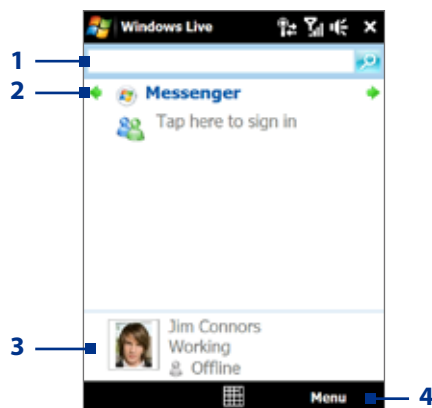 Windows Live
1
2
Messenger
Tap here to sign in
3
Jim Connors
Working
Offline
Menu
4